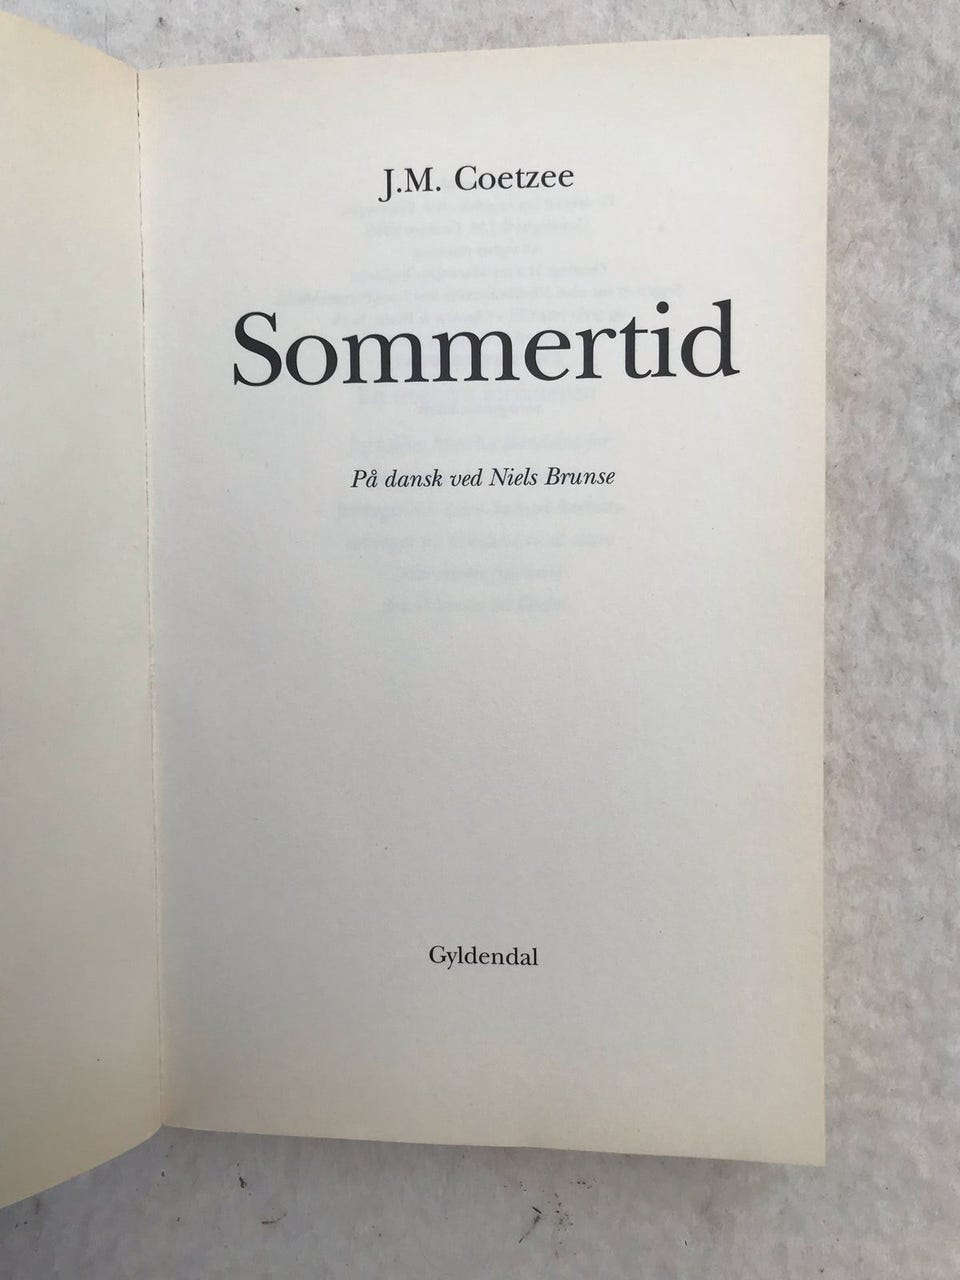 J.M. Coetzee
Sommertid
På dansk ved Niels Brunse
Gyldendal